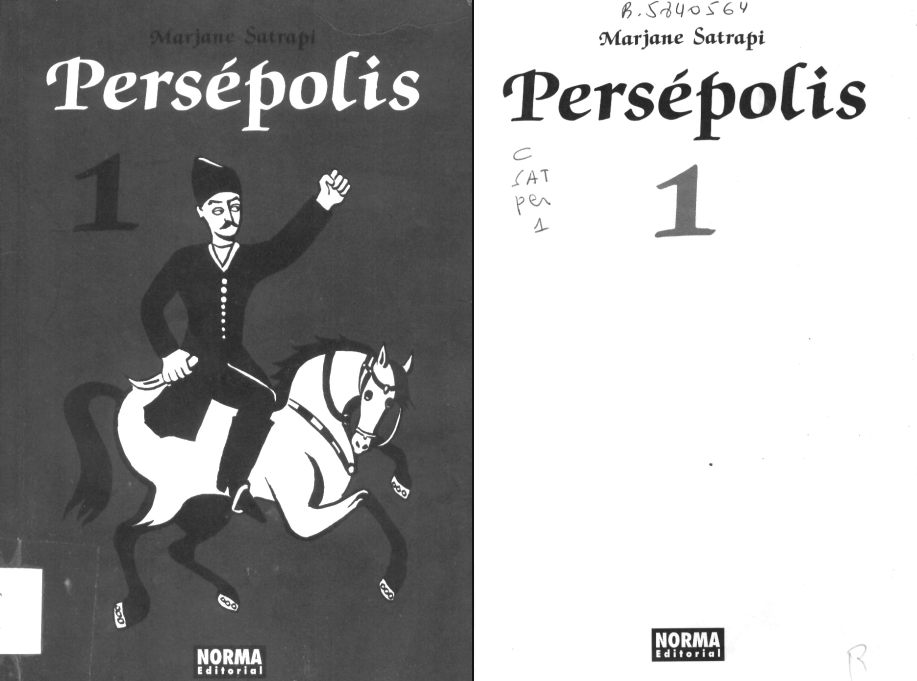 Marjane Satrapi
Persépolis
1
NORMA
Editorial
B.5840564
Marjane Satrapi
Persépolis
C
SAT
per
1
1
NORMA
Editorial
R